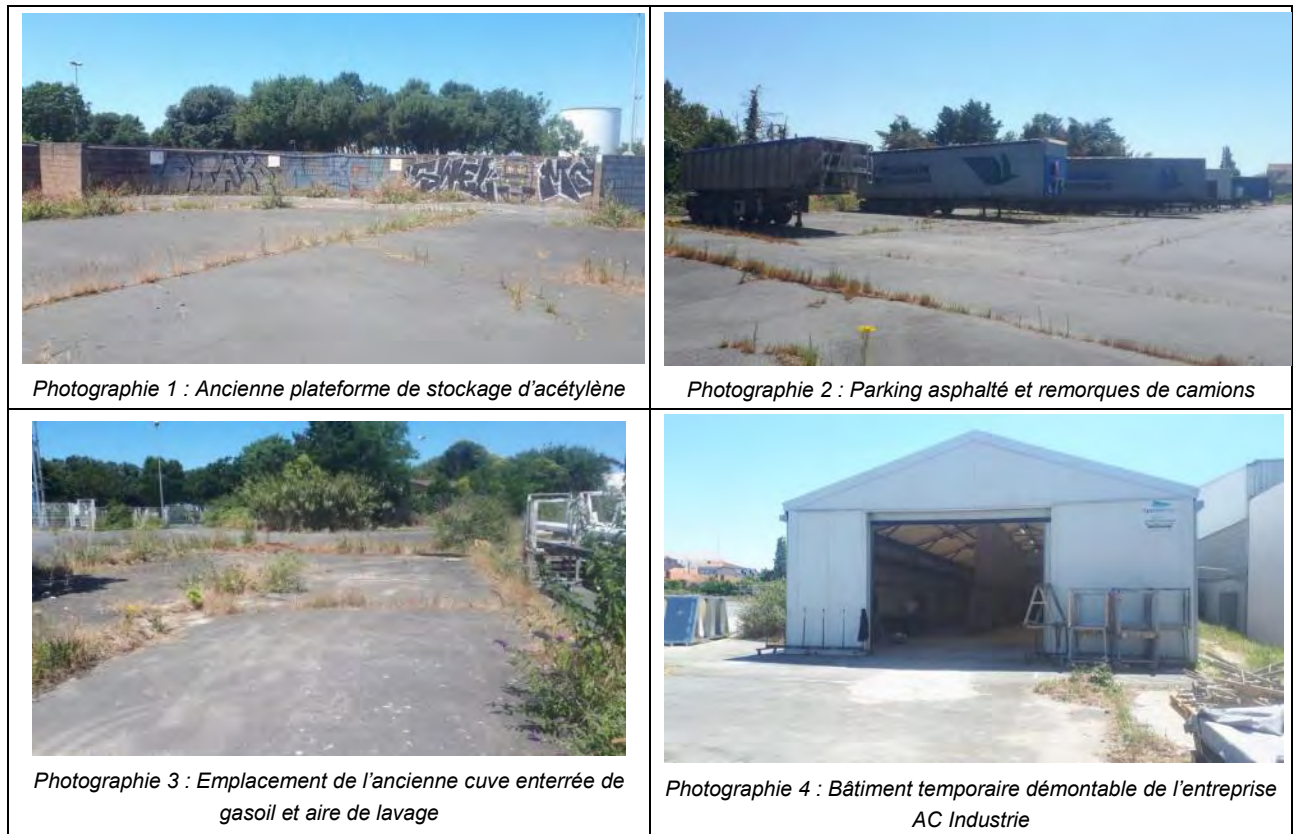 Photographie 1 : Ancienne plateforme de stockage d’acétylène
Photographie 2 : Parking asphalté et remorques de camions
Photographie 3 : Emplacement de l’ancienne cuve enterrée de
gasoil et aire de lavage
Photographie 4 : Bâtiment temporaire démontable de l’entreprise
AC Industrie